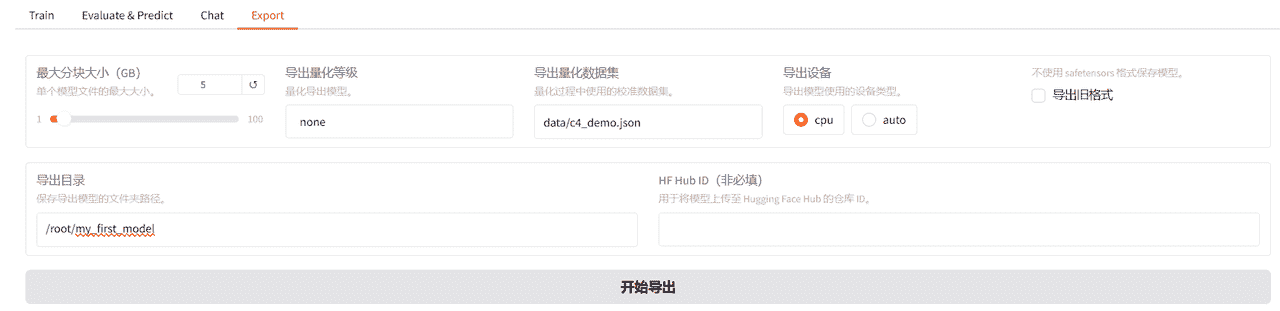 Train Evaluate & Predict Chat Export
最大分块大小（GB）
单个模型文件的最大大小。
5 ↺
1 100
导出量化等级
量化导出模型。
none
导出量化数据集
量化过程中使用的校准数据集。
data/c4_demo.json
导出设备
导出模型使用的设备类型。
cpu auto
不使用 safetensors 格式保存模型。
导出旧格式
导出目录
保存导出模型的文件夹路径。
/root/my_first_model
HF Hub ID（非必填）
用于将模型上传至 Hugging Face Hub 的仓库 ID。
开始导出